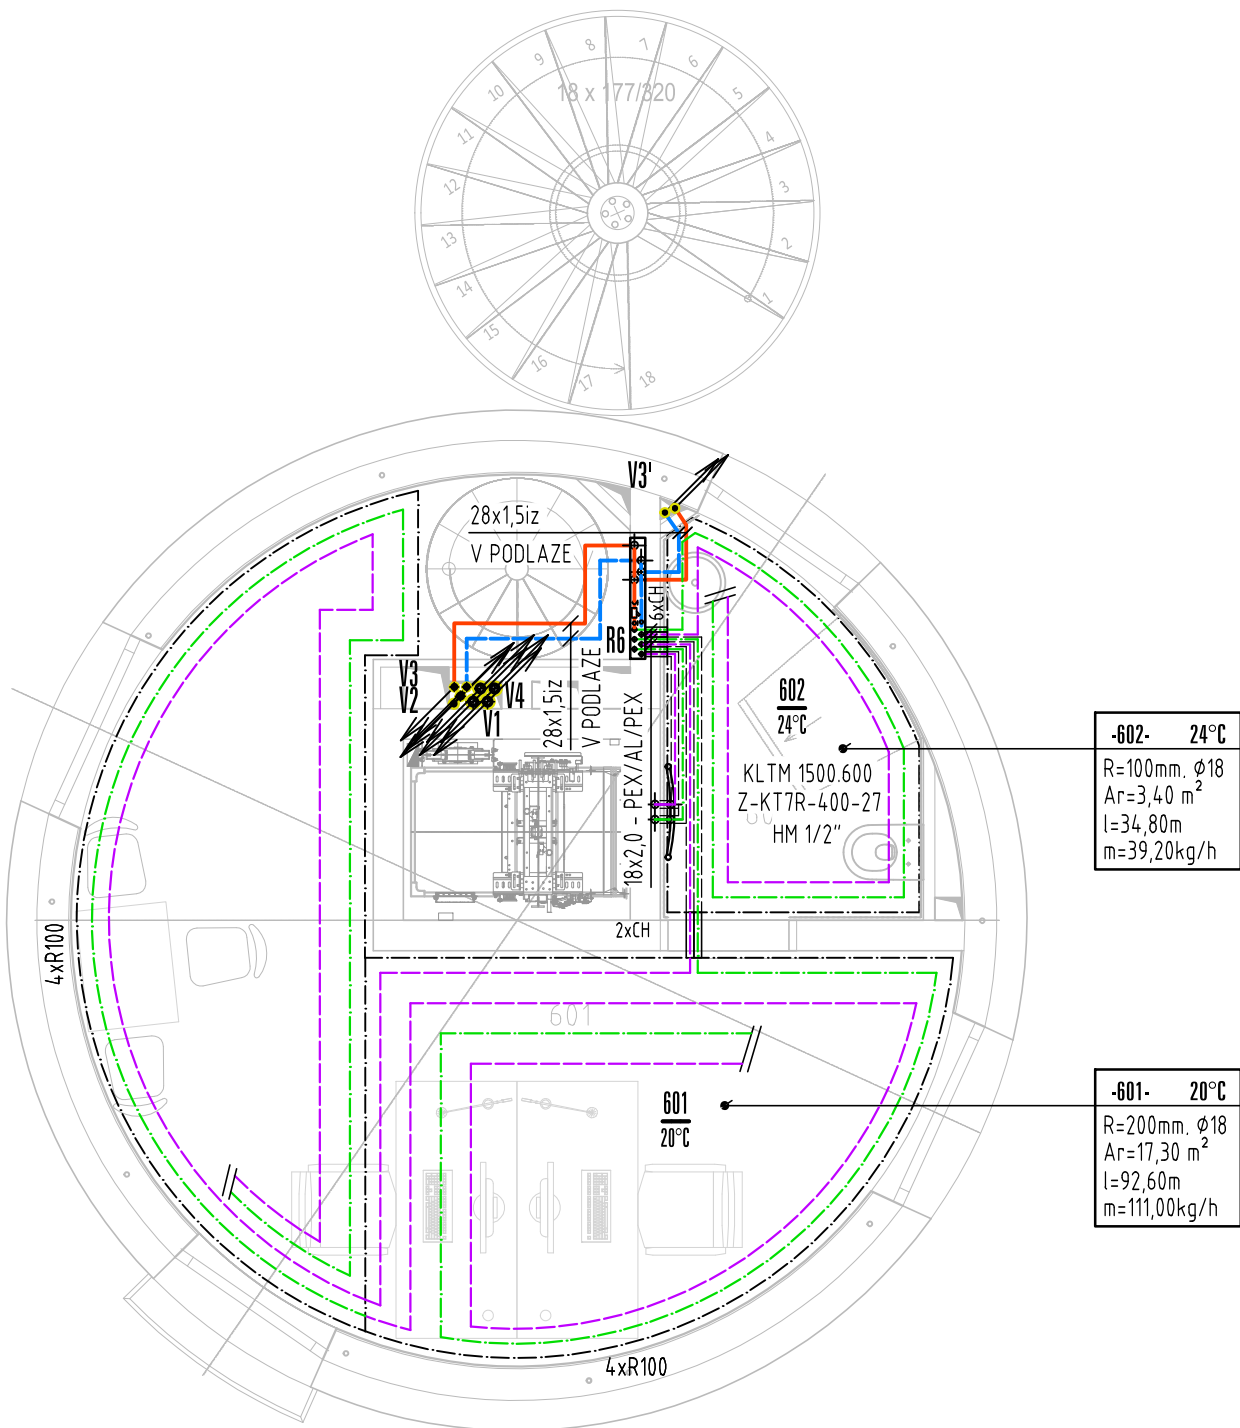 18 x 177/320
1
2
3
4
5
6
7
8
9
10
11
12
13
14
15
16
17
18
V3'
28x1,5iz
V PODLAZE
6xCH
R6
V3
V2
V4
V1
28x1,5iz
V PODLAZE
18x2,0 - PEX/AL/PEX
602
24°C
KLTM 1500.600
Z-KT7R-400-27
HM 1/2"
-602- 24°C
R=100mm. Φ18
Ar=3,40 m²
l=34,80m
m=39,20kg/h
2xCH
4xR100
601
601
20°C
-601- 20°C
R=200mm. Φ18
Ar=17,30 m²
l=92,60m
m=111,00kg/h
4xR100